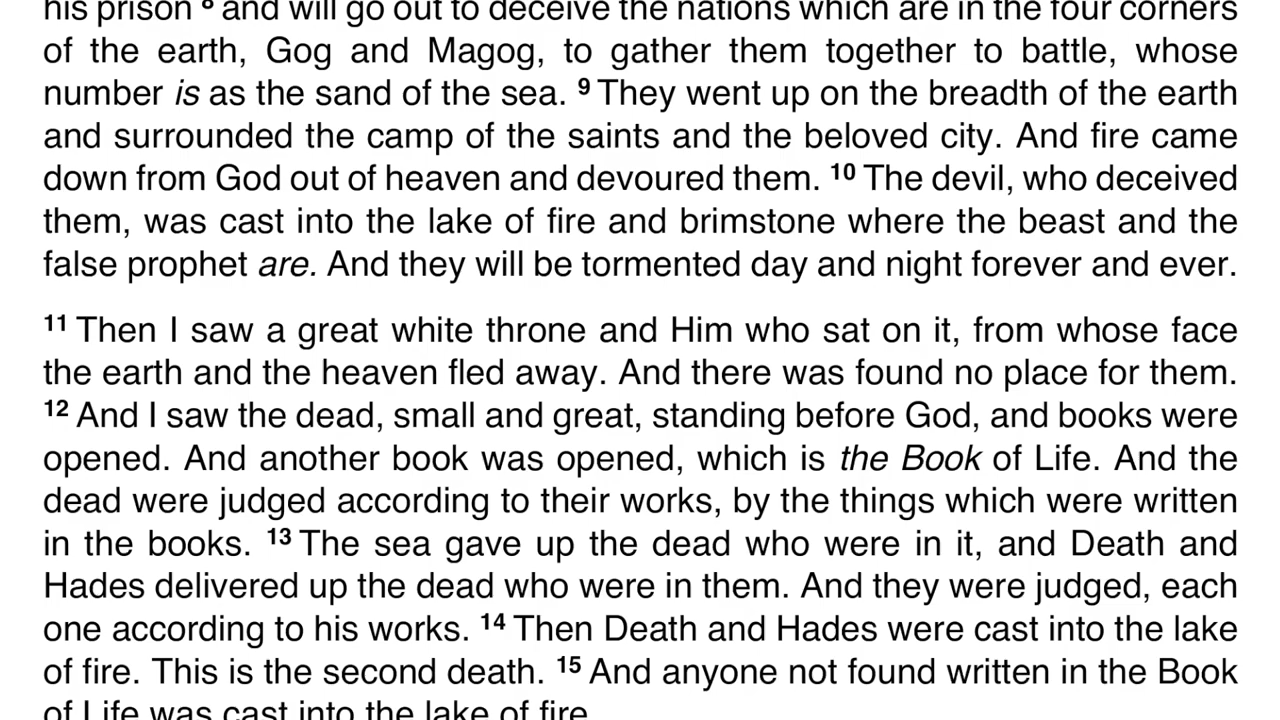 his prison 8 and will go out to deceive the nations which are in the four corners
of the earth, Gog and Magog, to gather them together to battle, whose
number is as the sand of the sea. 9 They went up on the breadth of the earth
and surrounded the camp of the saints and the beloved city. And fire came
down from God out of heaven and devoured them. 10 The devil, who deceived
them, was cast into the lake of fire and brimstone where the beast and the
false prophet are. And they will be tormented day and night forever and ever.
11 Then I saw a great white throne and Him who sat on it, from whose face
the earth and the heaven fled away. And there was found no place for them.
12 And I saw the dead, small and great, standing before God, and books were
opened. And another book was opened, which is the Book of Life. And the
dead were judged according to their works, by the things which were written
in the books. 13 The sea gave up the dead who were in it, and Death and
Hades delivered up the dead who were in them. And they were judged, each
one according to his works. 14 Then Death and Hades were cast into the lake
of fire. This is the second death. 15 And anyone not found written in the Book
of Life was cast into the lake of fire